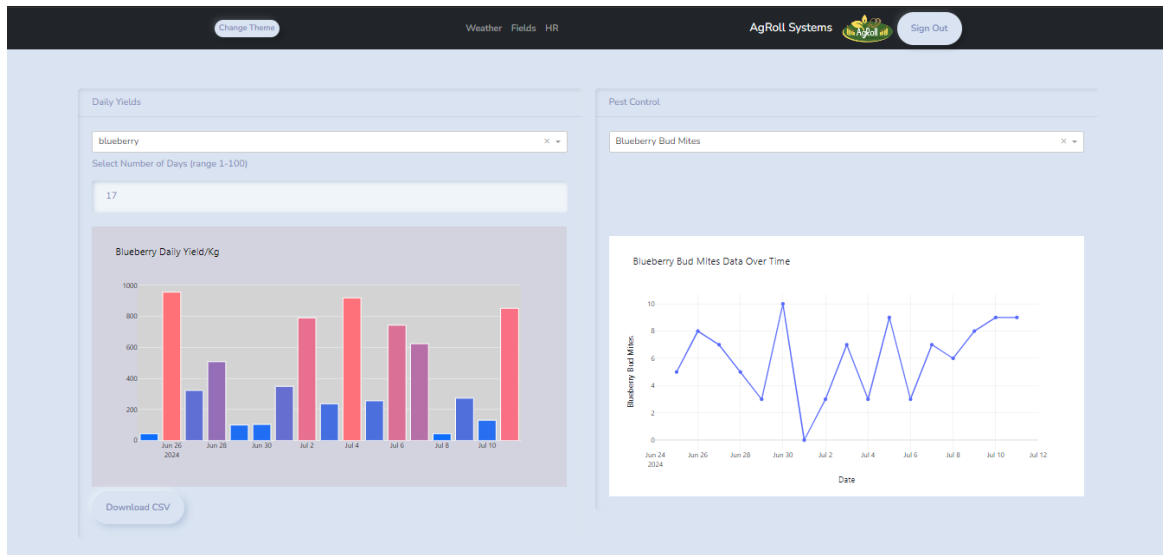 Change Theme
Weather Fields HR
AgRoll Systems
AgRoll
Sign Out
Daily Yields
blueberry
Select Number of Days (range 1-100)
17
Blueberry Daily Yield/Kg
1000
800
600
400
200
0
Jun 26 Jun 28 Jun 30 Jul 2 Jul 4 Jul 6 Jul 8 Jul 10
2024
Download CSV
Pest Control
Blueberry Bud Mites
Blueberry Bud Mites Data Over Time
Blueberry Bud Mites
10
8
6
4
2
0
Jun 24 Jun 26 Jun 28 Jun 30 Jul 2 Jul 4 Jul 6 Jul 8 Jul 10 Jul 12
2024
Date